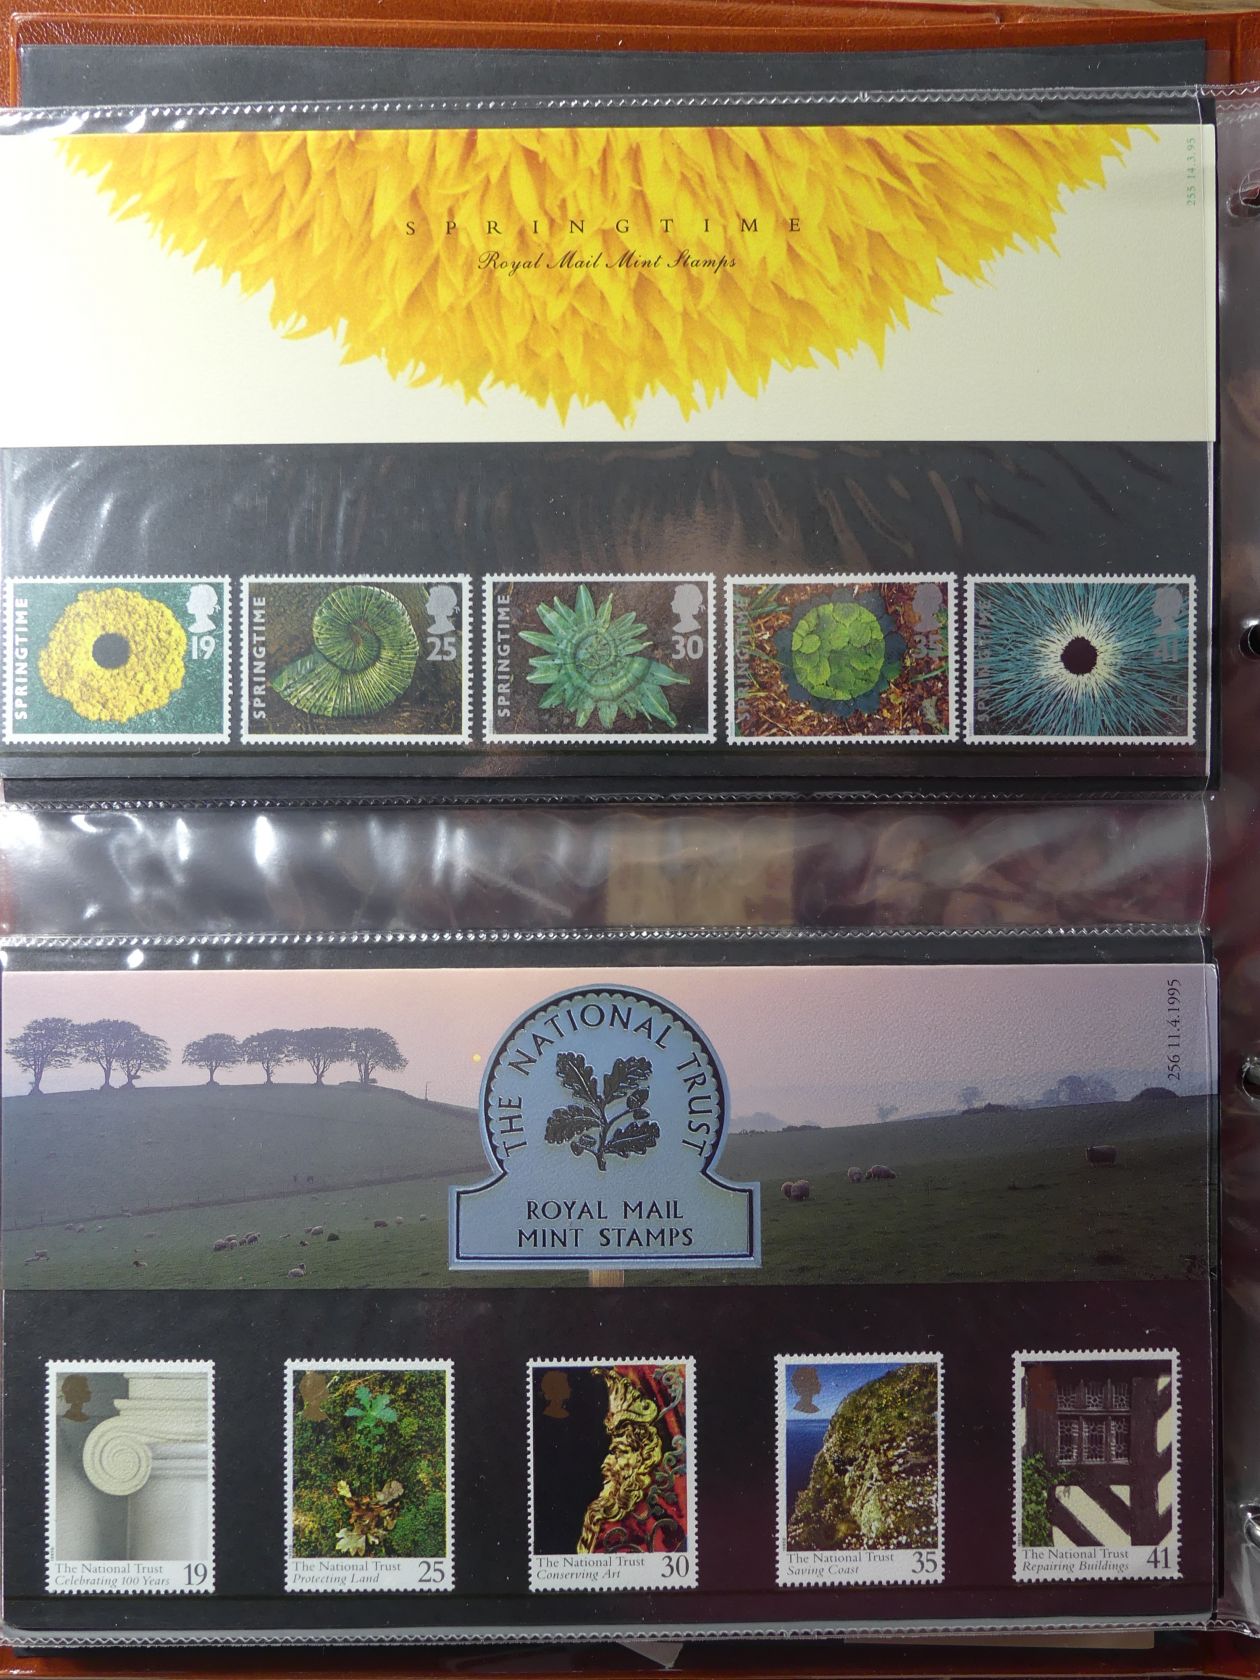 255 14.3.95
SPRINGTIME
Royal Mail Mint Stamps
SPRINGTIME
19
SPRINGTIME
25
SPRINGTIME
30
SPRINGTIME
35
SPRINGTIME
41
256 11.4.1995
THE NATIONAL TRUST
ROYAL MAIL
MINT STAMPS
The National Trust
Celebrating 100 Years
19
The National Trust
Protecting Land
25
The National Trust
Conserving Art
30
The National Trust
Saving Coast
35
The National Trust
Repairing Buildings
41